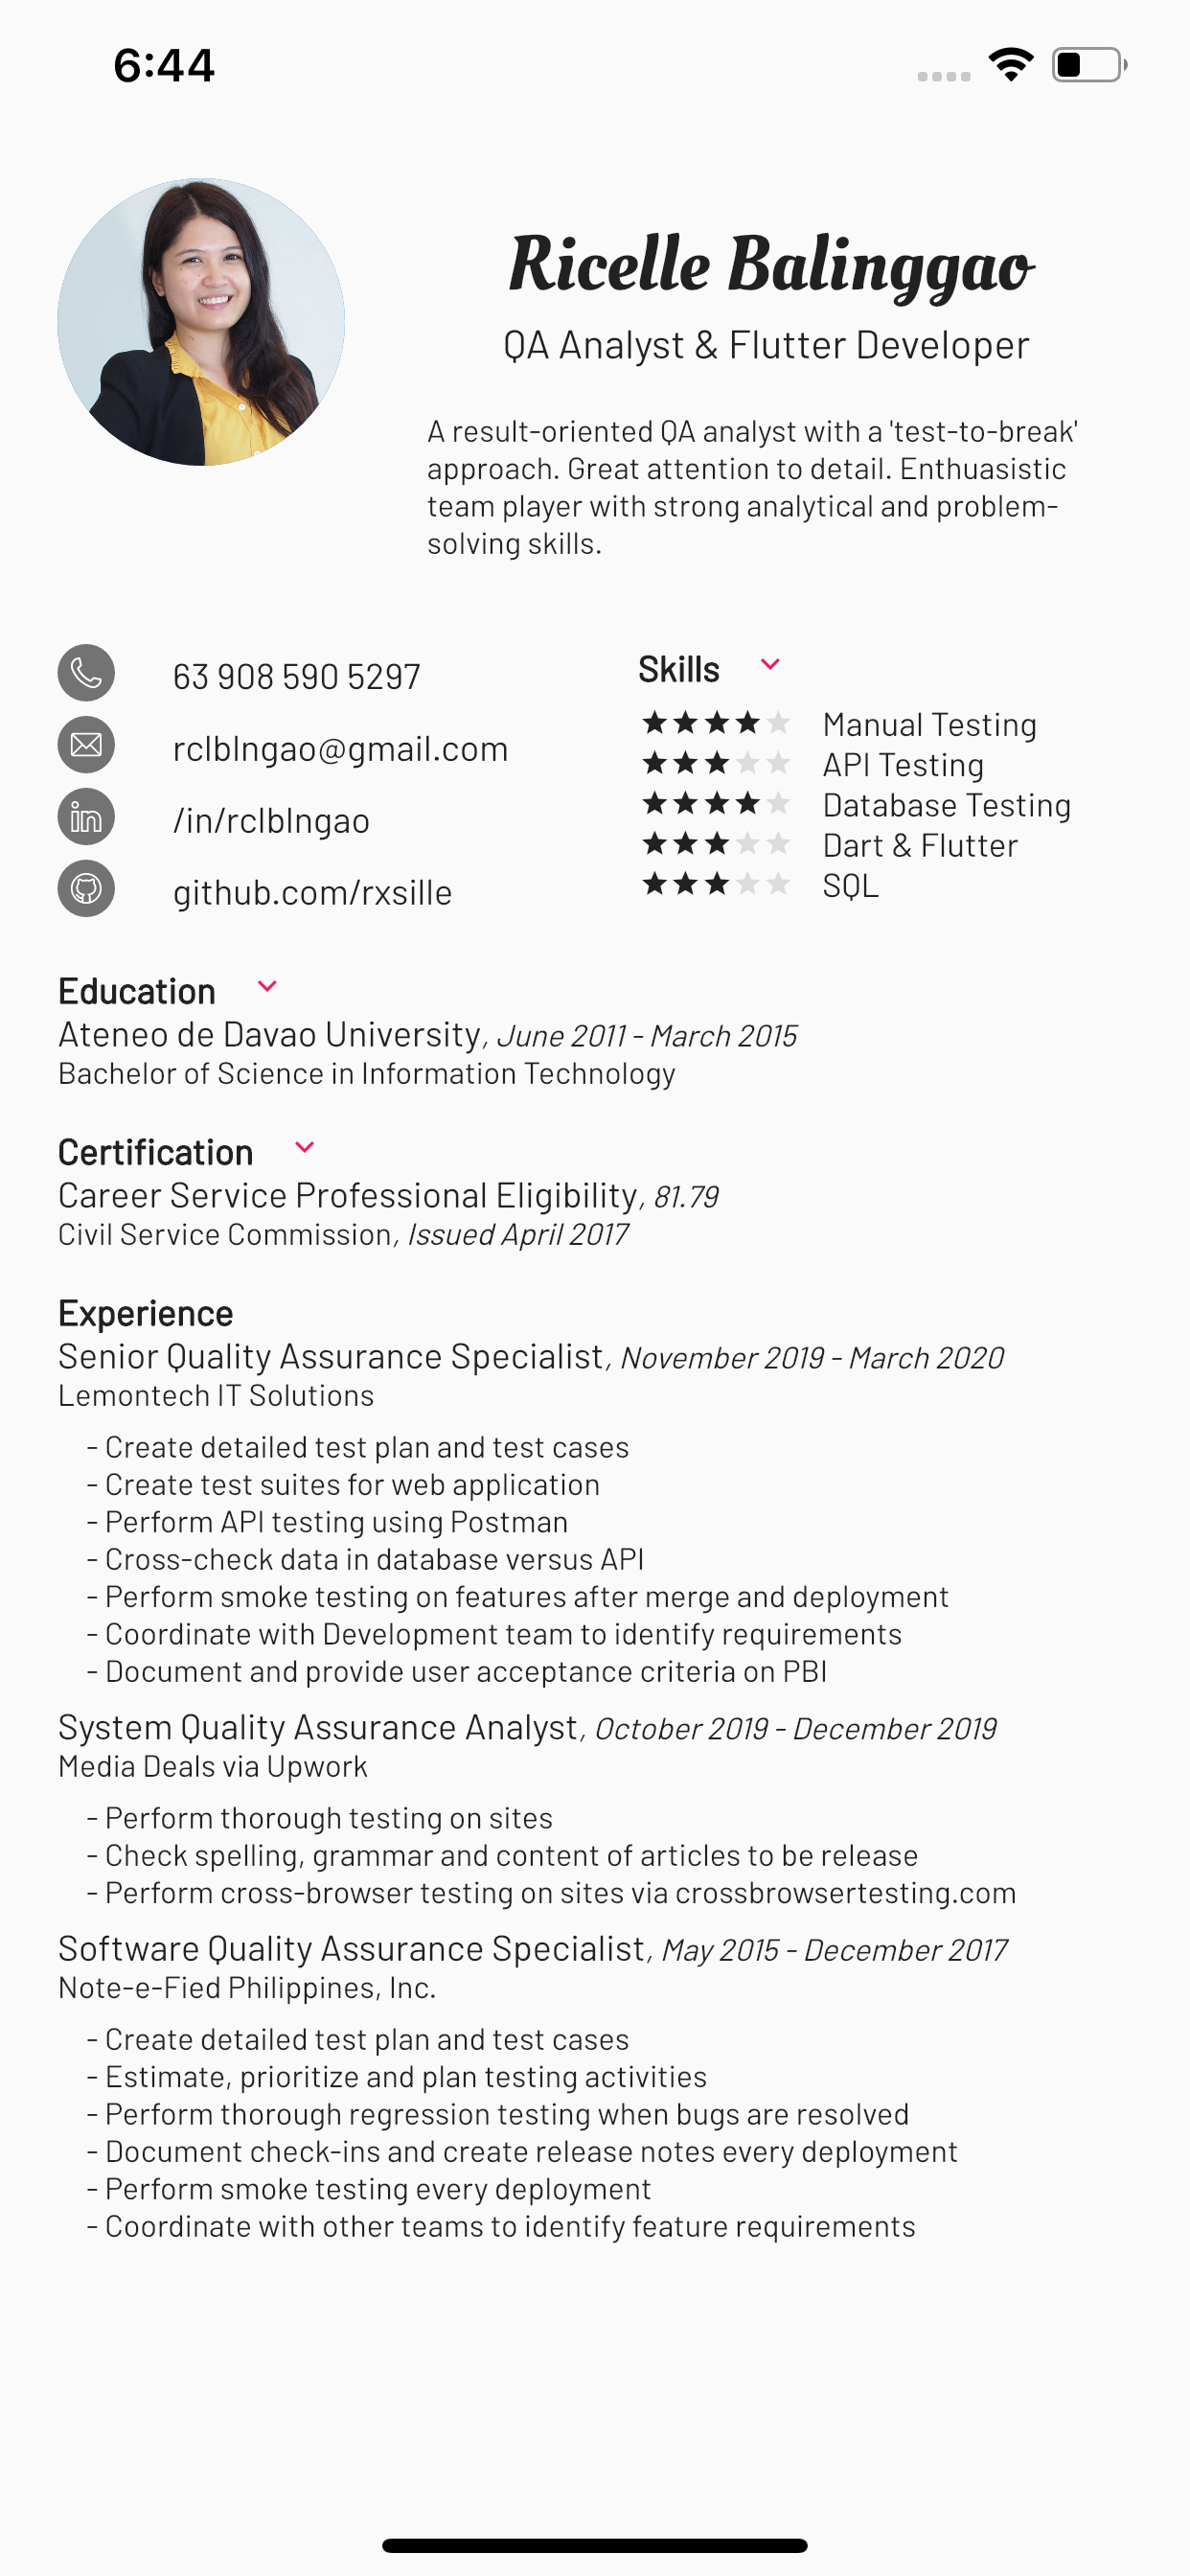 6:44
Ricelle Balinggao
QA Analyst & Flutter Developer
A result-oriented QA analyst with a 'test-to-break'
approach. Great attention to detail. Enthuasistic
team player with strong analytical and problem-
solving skills.
63 908 590 5297
rclblngao@gmail.com
/in/rclblngao
github.com/rxsille
Skills
Manual Testing
API Testing
Database Testing
Dart & Flutter
SQL
Education
Ateneo de Davao University, June 2011 - March 2015
Bachelor of Science in Information Technology
Certification
Career Service Professional Eligibility, 81.79
Civil Service Commission, Issued April 2017
Experience
Senior Quality Assurance Specialist, November 2019 - March 2020
Lemontech IT Solutions
- Create detailed test plan and test cases
- Create test suites for web application
- Perform API testing using Postman
- Cross-check data in database versus API
- Perform smoke testing on features after merge and deployment
- Coordinate with Development team to identify requirements
- Document and provide user acceptance criteria on PBI
System Quality Assurance Analyst, October 2019 - December 2019
Media Deals via Upwork
- Perform thorough testing on sites
- Check spelling, grammar and content of articles to be release
- Perform cross-browser testing on sites via crossbrowsertesting.com
Software Quality Assurance Specialist, May 2015 - December 2017
Note-e-Fied Philippines, Inc.
- Create detailed test plan and test cases
- Estimate, prioritize and plan testing activities
- Perform thorough regression testing when bugs are resolved
- Document check-ins and create release notes every deployment
- Perform smoke testing every deployment
- Coordinate with other teams to identify feature requirements